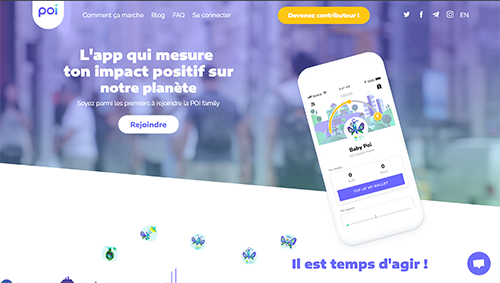 poi
Comment ça marche Blog FAQ Se connecter
Devenez contributeur !
EN
L'app qui mesure
ton impact positif sur
notre planète
Soyez parmi les premiers à rejoindre la POI family
Rejoindre
Baby Poi
0 0
TOP UP MY WALLET
Il est temps d'agir !